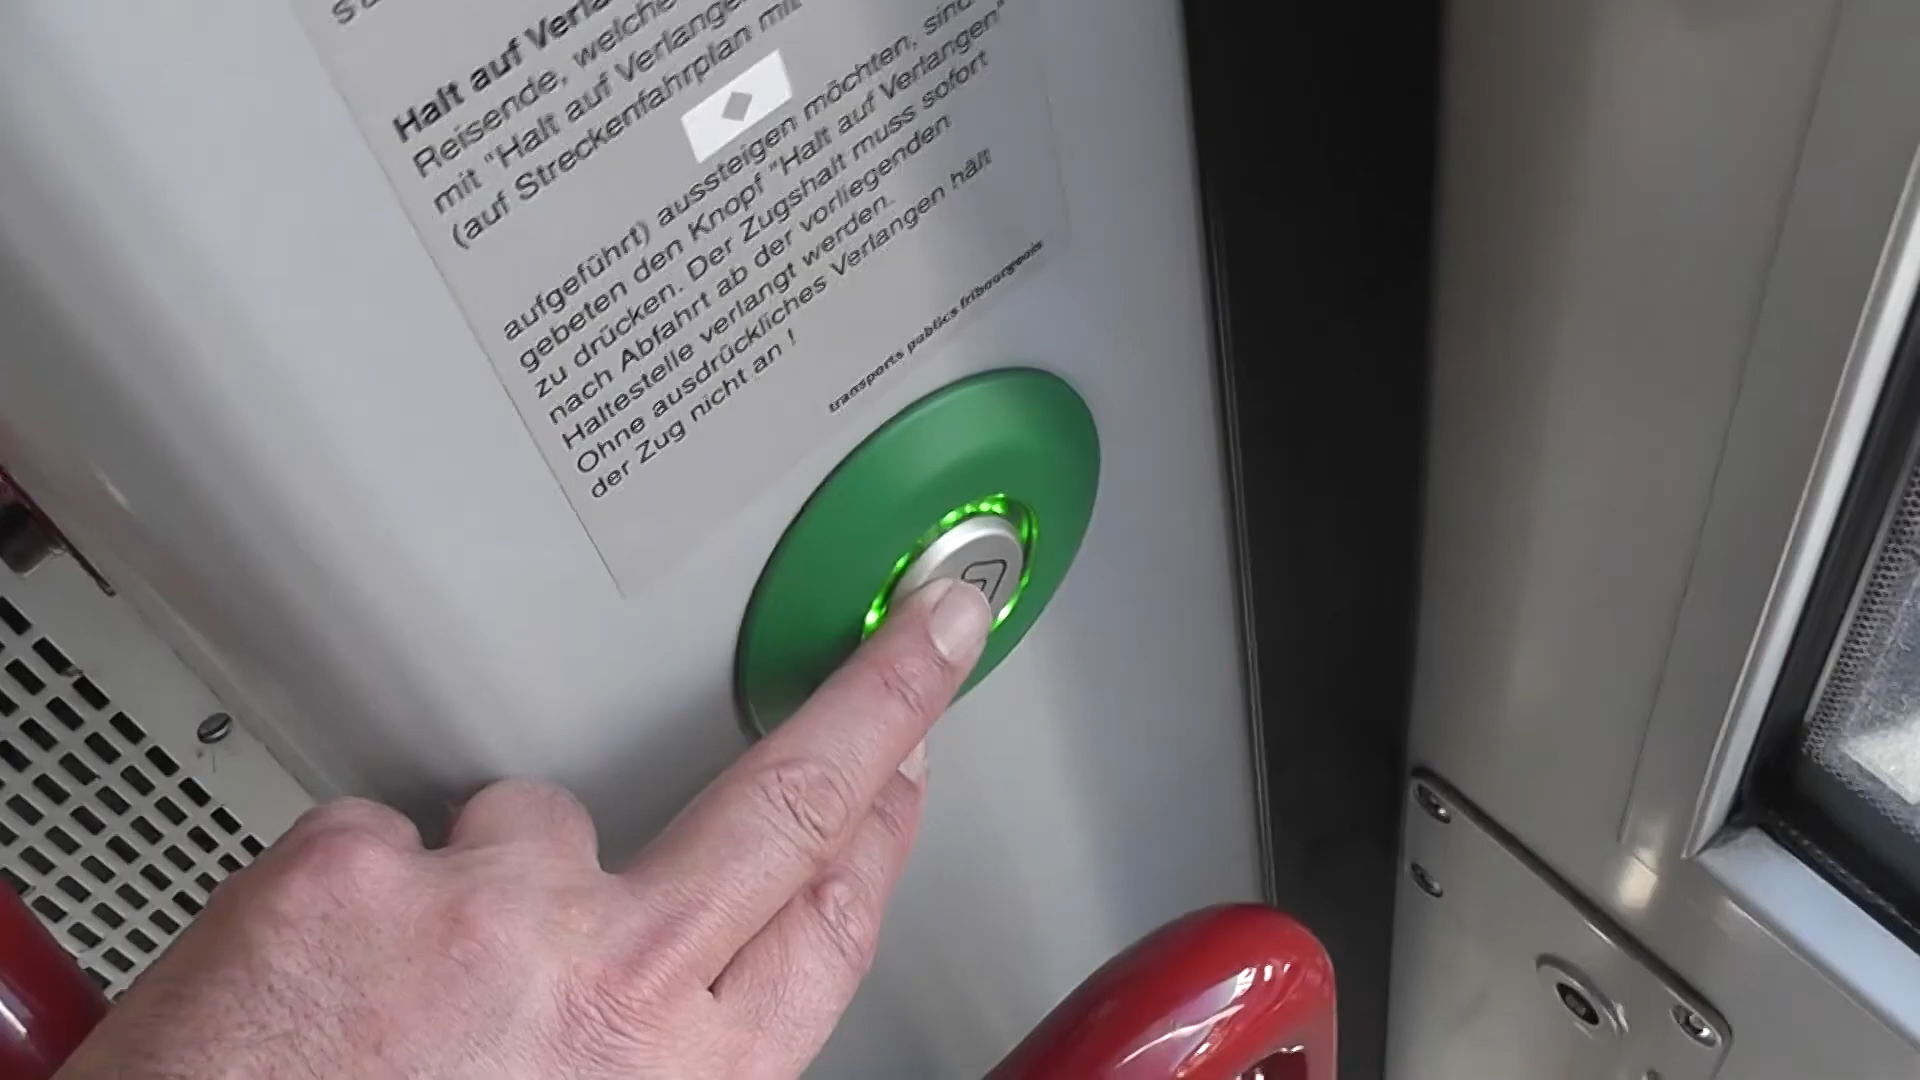 Halt auf Verla
Reisende, welche
mit "Halt auf Verlangen
(auf Streckenfahrplan mit
aufgeführt) aussteigen möchten, sind
gebeten den Knopf "Halt auf Verlangen"
zu drücken. Der Zugshalt muss sofort
nach Abfahrt ab der vorliegenden
Haltestelle verlangt werden.
Ohne ausdrückliches Verlangen hält
der Zug nicht an !
transports publics fribourgeois